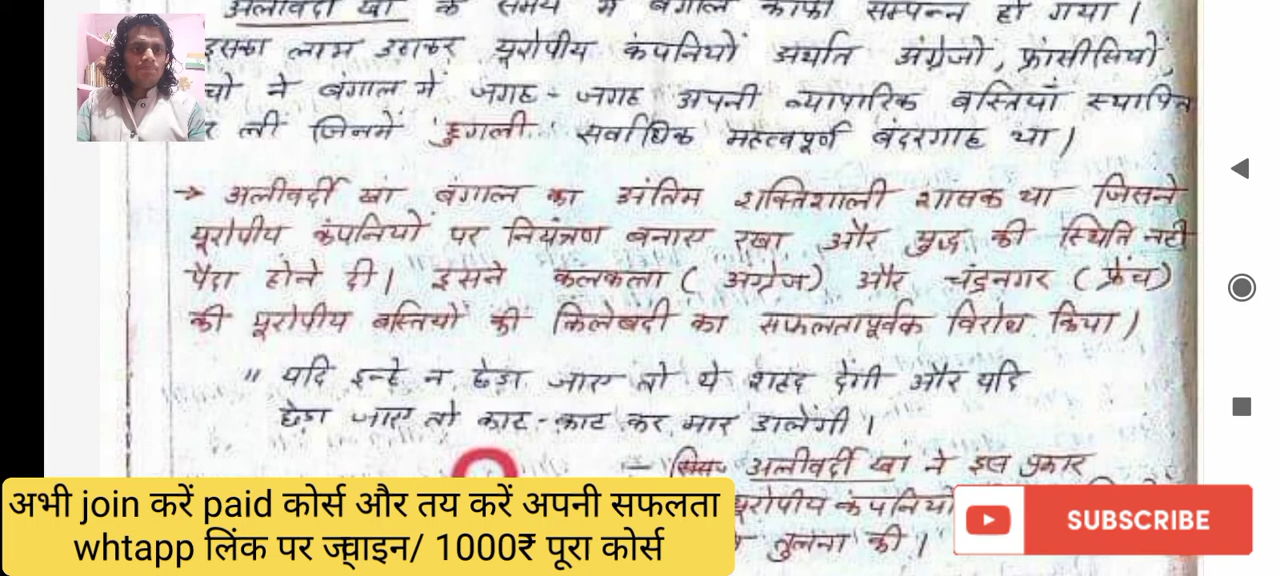 अलीवर्दी खां के समय में बंगाल काफी सम्पन्न हो गया।
इसका लाभ उठाकर यूरोपीय कंपनियों अर्थात अंग्रेजों, फ्रांसीसियों,
चो ने बंगाल में जगह-जगह अपनी व्यापारिक बस्तियाँ स्थापित
र ली जिनमें 'हुगली' सर्वाधिक महत्वपूर्ण बंदरगाह था।
→ अलीवर्दी खां बंगाल का अंतिम शक्तिशाली शासक था जिसने
यूरोपीय कंपनियों पर नियंत्रण बनाए रखा और युद्ध की स्थिति नही
पैदा होने दी। इसने कलकत्ता (अंग्रेज) और चंद्रनगर (फ्रेंच)
की यूरोपीय बस्तियों की किलेबंदी का सफलतापूर्वक विरोध किया।
" यदि इन्हे न छेड़ा जाए तो ये शहद देंगी और यदि
छेड़ा जाए तो काट-काट कर मार डालेंगी।
— अलीवर्दी खां ने इस प्रकार
यूरोपीय कंपनियों
तुलना की।
अभी join करें paid कोर्स और तय करें अपनी सफलता
whtapp लिंक पर ज्वाइन/ 1000₹ पूरा कोर्स
SUBSCRIBE